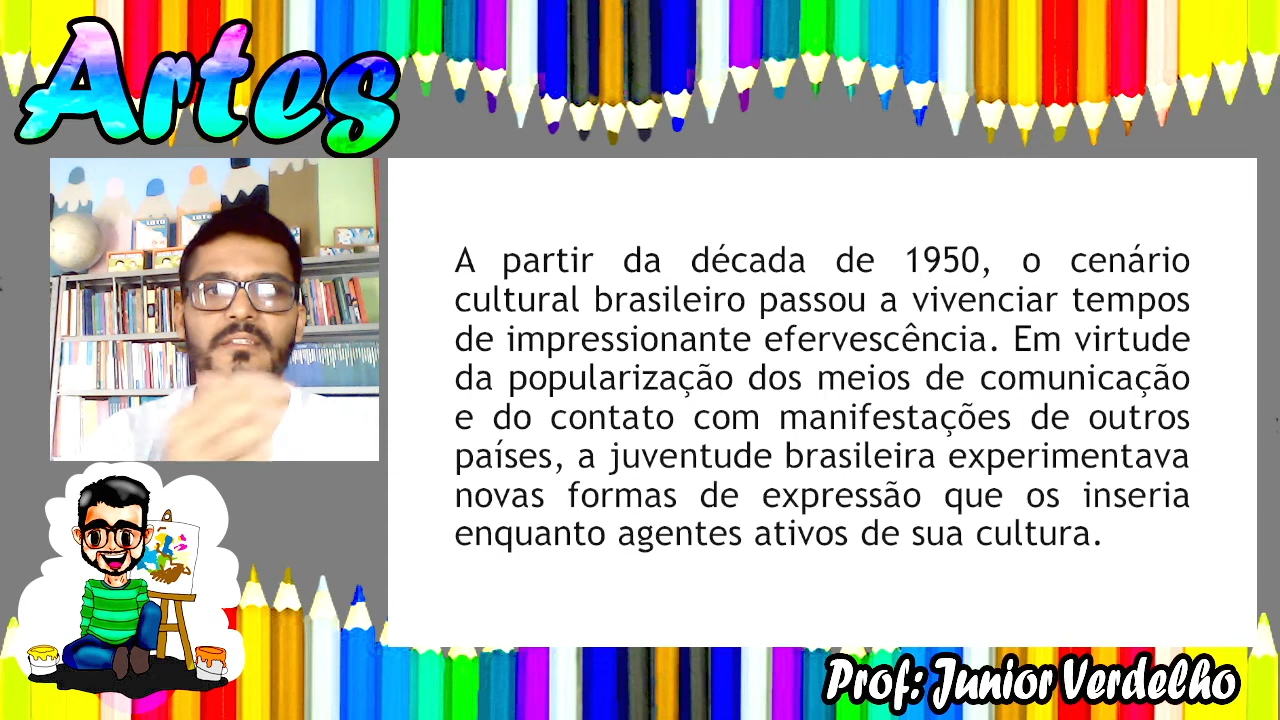 Artes
A partir da década de 1950, o cenário
cultural brasileiro passou a vivenciar tempos
de impressionante efervescência. Em virtude
da popularização dos meios de comunicação
e do contato com manifestações de outros
países, a juventude brasileira experimentava
novas formas de expressão que os inseria
enquanto agentes ativos de sua cultura.
Prof: Junior Verdelho